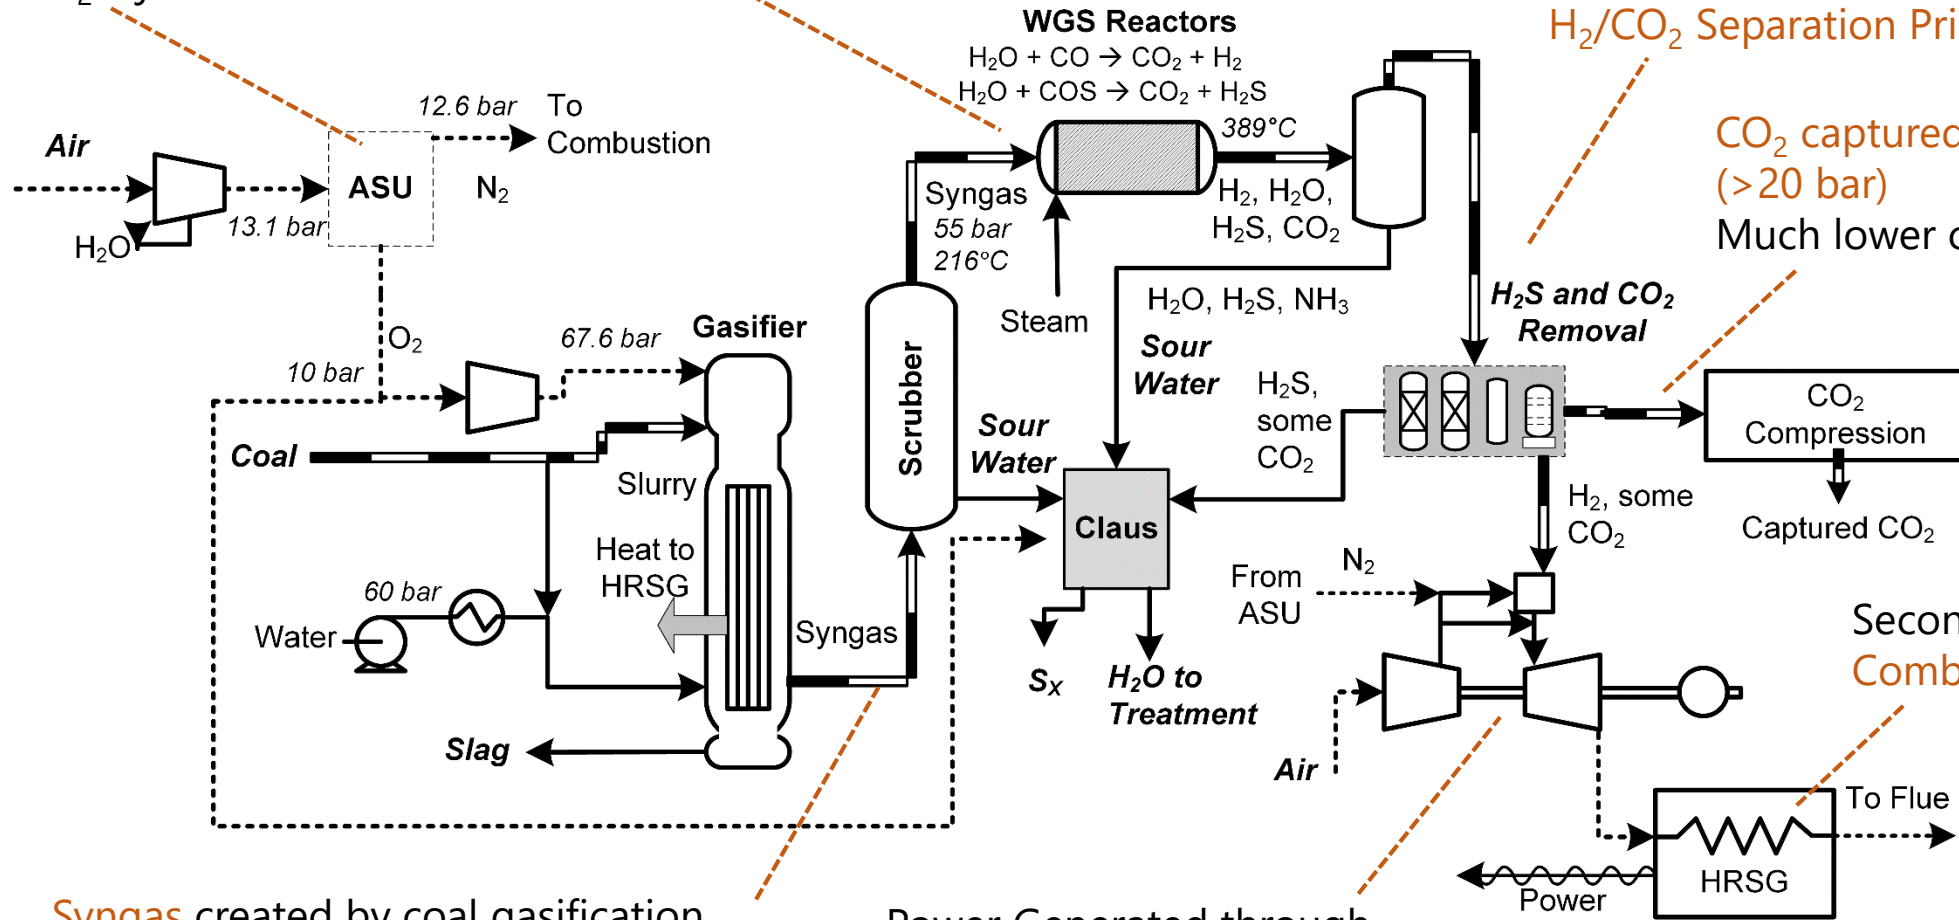 WGS Reactors
H₂O + CO → CO₂ + H₂
H₂O + COS → CO₂ + H₂S
H₂/CO₂ Separation Pri
12.6 bar
To
Combustion
389°C
CO₂ captured
(>20 bar)
Much lower
Air
ASU
N₂
13.1 bar
H₂O
Syngas
55 bar
216°C
H₂, H₂O,
H₂S, CO₂
Steam
H₂O, H₂S, NH₃
Sour
Water
H₂S and CO₂
Removal
O₂
10 bar
67.6 bar
Gasifier
Scrubber
H₂S,
some
CO₂
CO₂
Compression
Captured CO₂
Coal
Slurry
Sour
Water
Claus
H₂, some
CO₂
Heat to
HRSG
60 bar
Water
Syngas
From
ASU
N₂
Sₓ
H₂O to
Treatment
Slag
Air
Secon
Comb
To Flue
HRSG
Power
Syngas created by coal gasification
Power Generated through